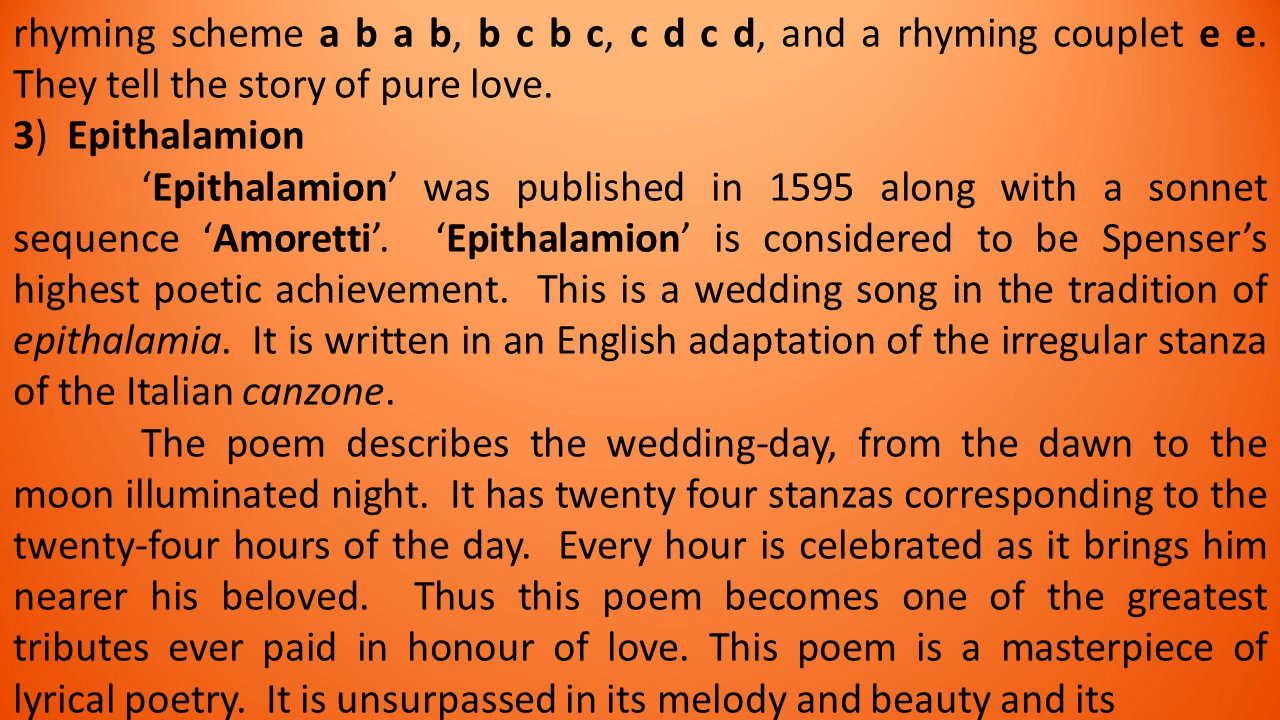 rhyming scheme a b a b, b c b c, c d c d, and a rhyming couplet e e.
They tell the story of pure love.
3) Epithalamion
‘Epithalamion’ was published in 1595 along with a sonnet
sequence ‘Amoretti’. ‘Epithalamion’ is considered to be Spenser’s
highest poetic achievement. This is a wedding song in the tradition of
epithalamia. It is written in an English adaptation of the irregular stanza
of the Italian canzone.
The poem describes the wedding-day, from the dawn to the
moon illuminated night. It has twenty four stanzas corresponding to the
twenty-four hours of the day. Every hour is celebrated as it brings him
nearer his beloved. Thus this poem becomes one of the greatest
tributes ever paid in honour of love. This poem is a masterpiece of
lyrical poetry. It is unsurpassed in its melody and beauty and its